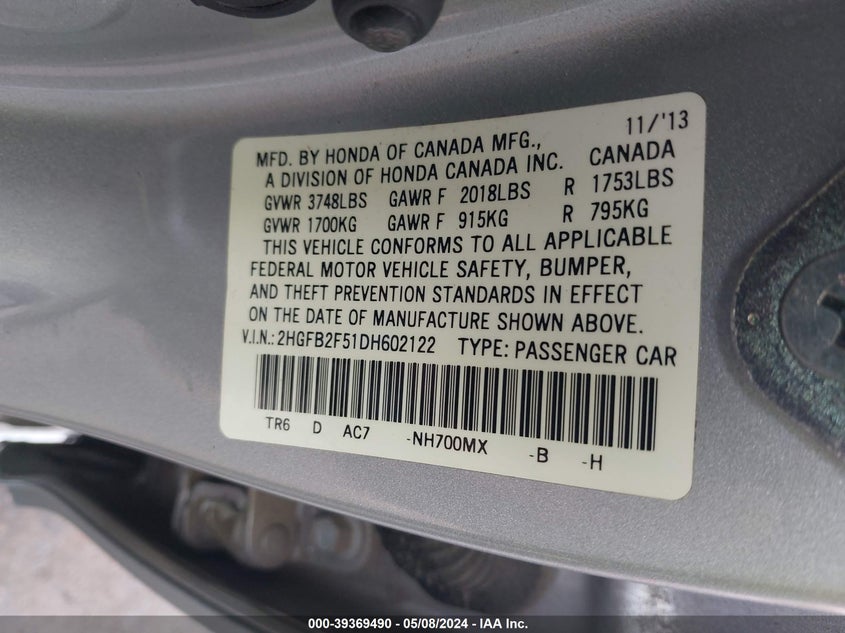 11/'13
MFD. BY HONDA OF CANADA MFG.,
A DIVISION OF HONDA CANADA INC. CANADA
GVWR 3748LBS GAWR F 2018LBS R 1753LBS
GVWR 1700KG GAWR F 915KG R 795KG
THIS VEHICLE CONFORMS TO ALL APPLICABLE
FEDERAL MOTOR VEHICLE SAFETY, BUMPER,
AND THEFT PREVENTION STANDARDS IN EFFECT
ON THE DATE OF MANUFACTURE SHOWN ABOVE.
V.I.N.: 2HGFB2F51DH602122 TYPE: PASSENGER CAR
TR6 D AC7 -NH700MX -B -H
000-39369490 - 05/08/2024 - IAA Inc.